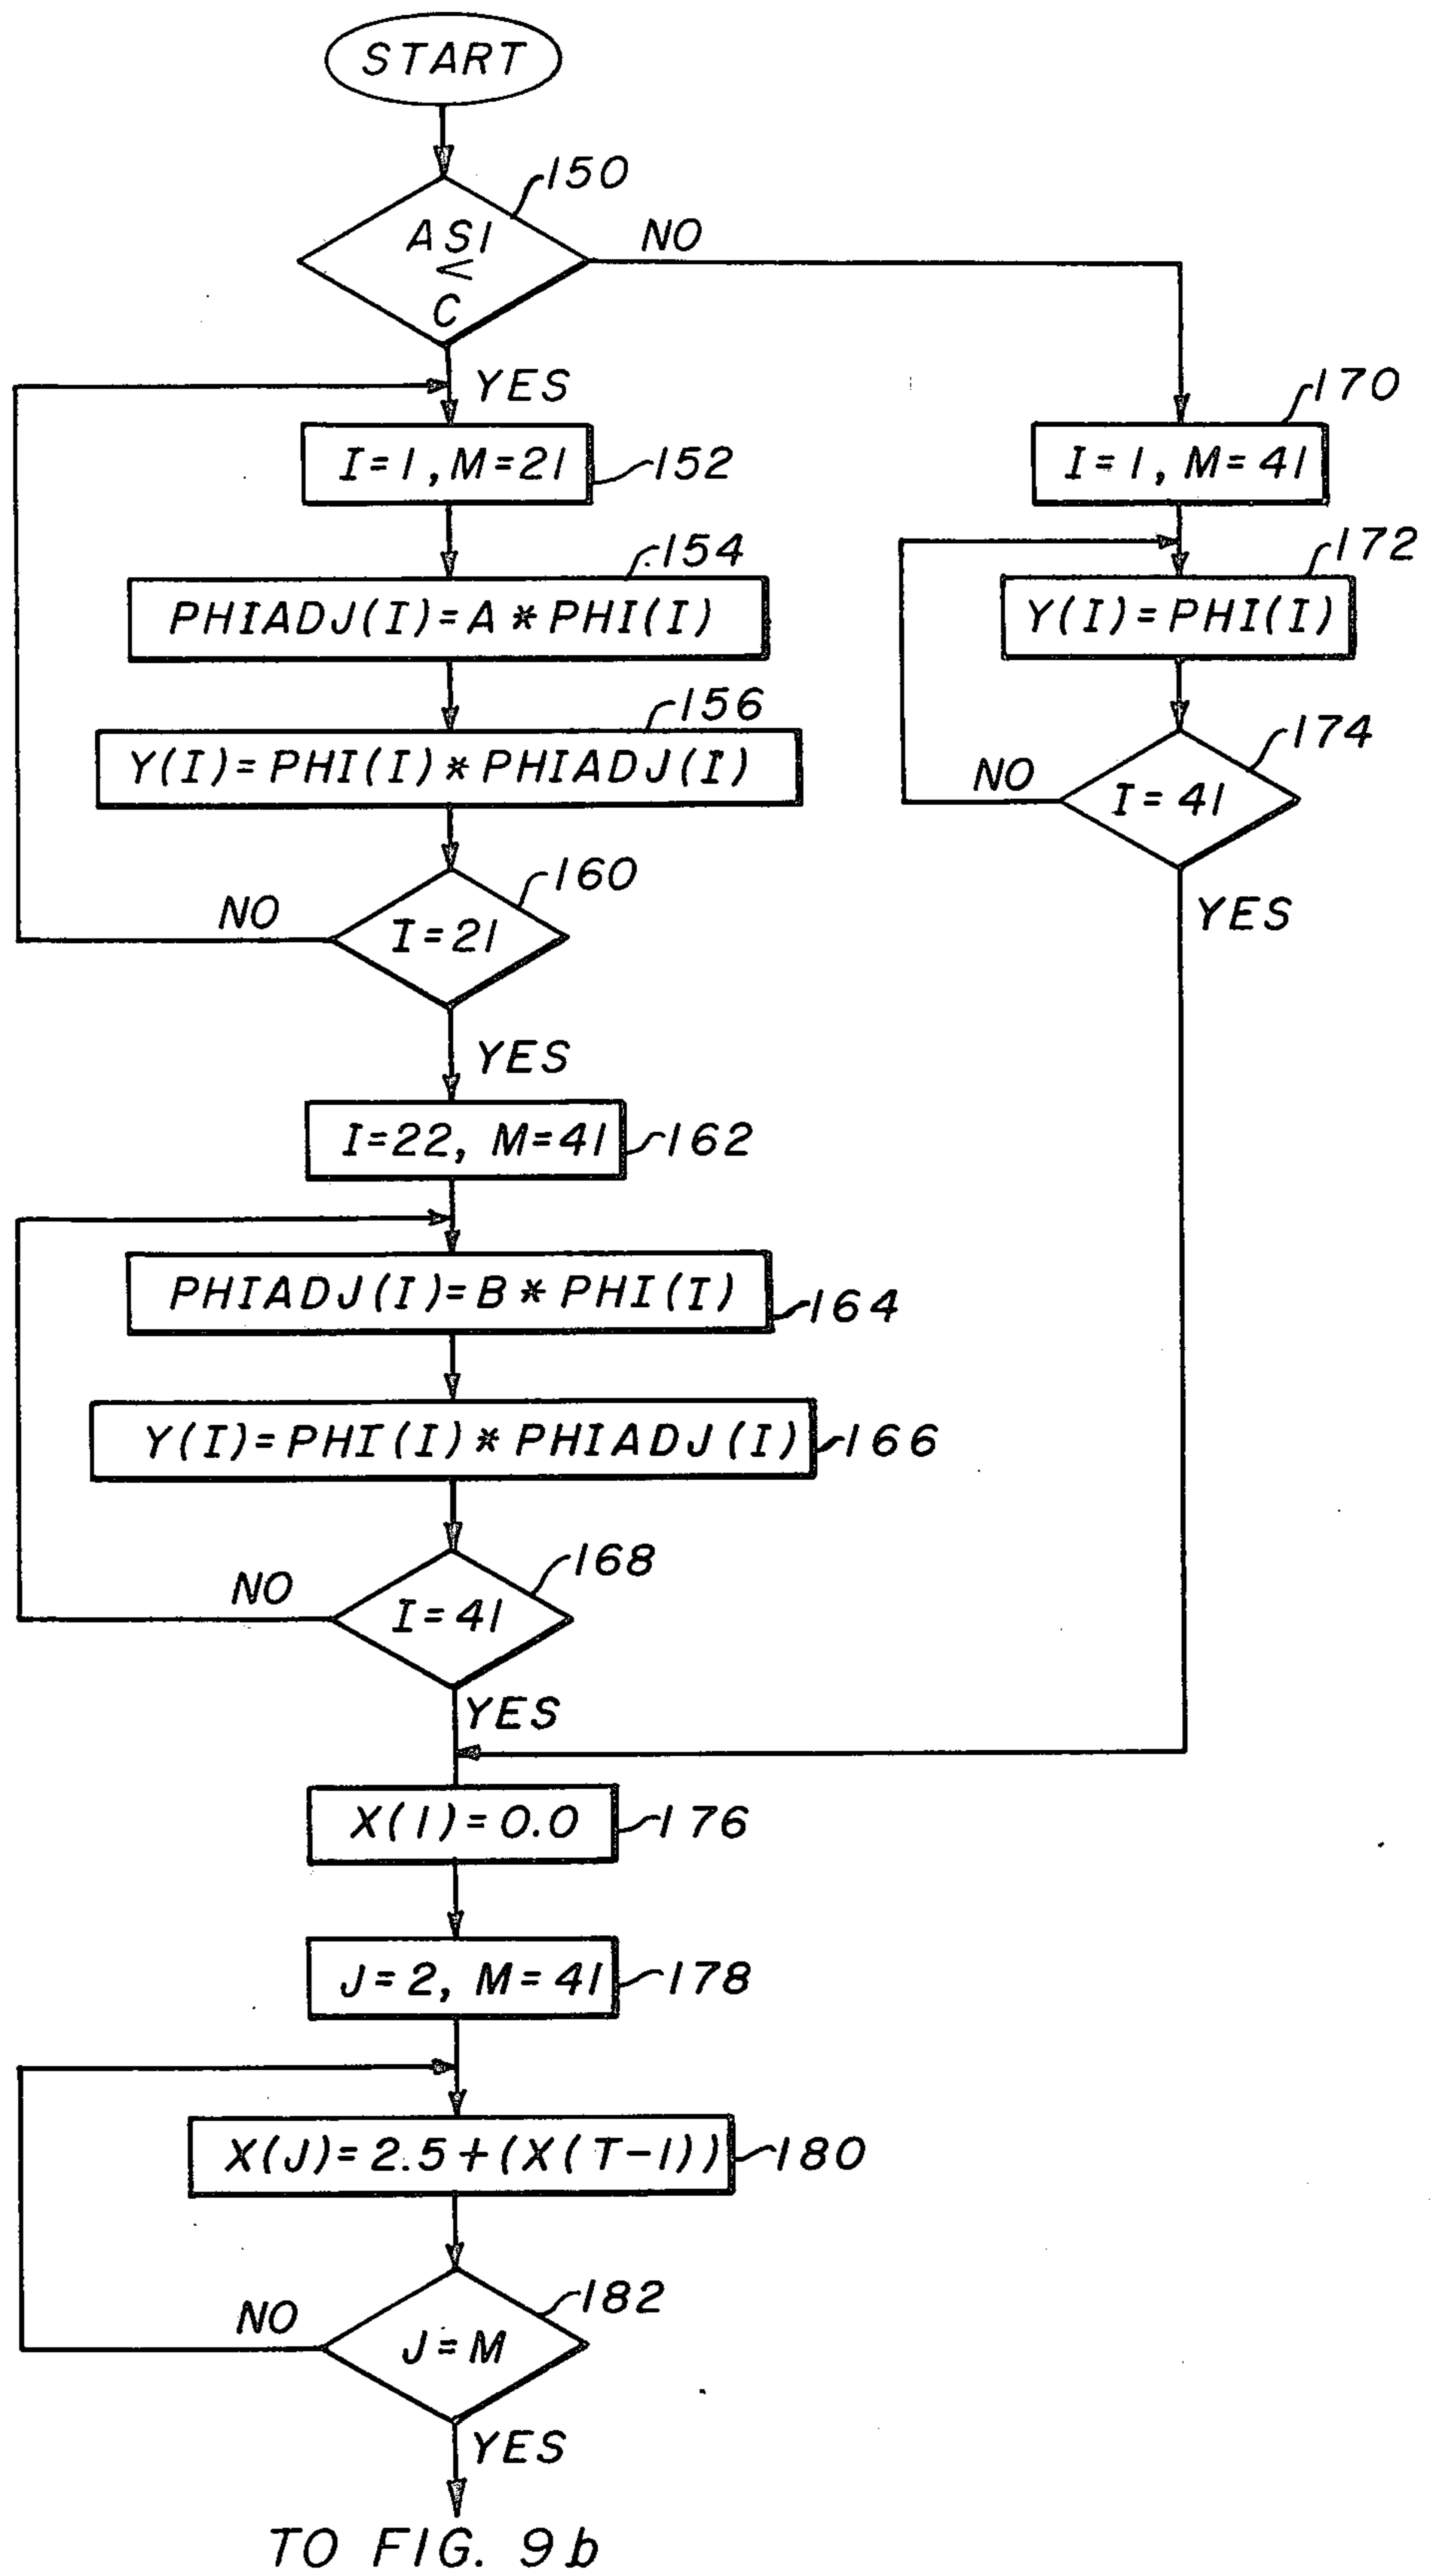 START
150
ASI
<
C
NO
YES
I=1, M=21
152
154
PHIADJ(I)=A*PHI(I)
156
Y(I)=PHI(I)*PHIADJ(I)
160
NO
I=21
YES
I=22, M=41
162
PHIADJ(I)=B*PHI(I)
164
Y(I)=PHI(I)*PHIADJ(I)
166
168
NO
I=41
YES
170
I=1, M=41
172
Y(I)=PHI(I)
174
NO
I=41
YES
X(1)=0.0
176
J=2, M=41
178
X(J)=2.5+(X(T-1))
180
182
NO
J=M
YES
TO FIG. 9b